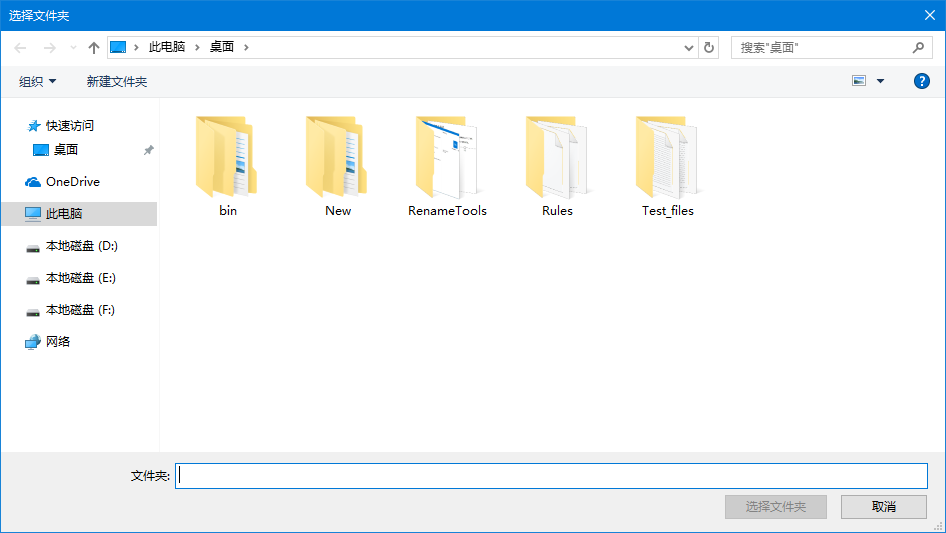 选择文件夹
此电脑 桌面
搜索"桌面"
组织 新建文件夹
快速访问
桌面
OneDrive
此电脑
本地磁盘 (D:)
本地磁盘 (E:)
本地磁盘 (F:)
网络
bin New RenameTools Rules Test_files
文件夹:
选择文件夹 取消